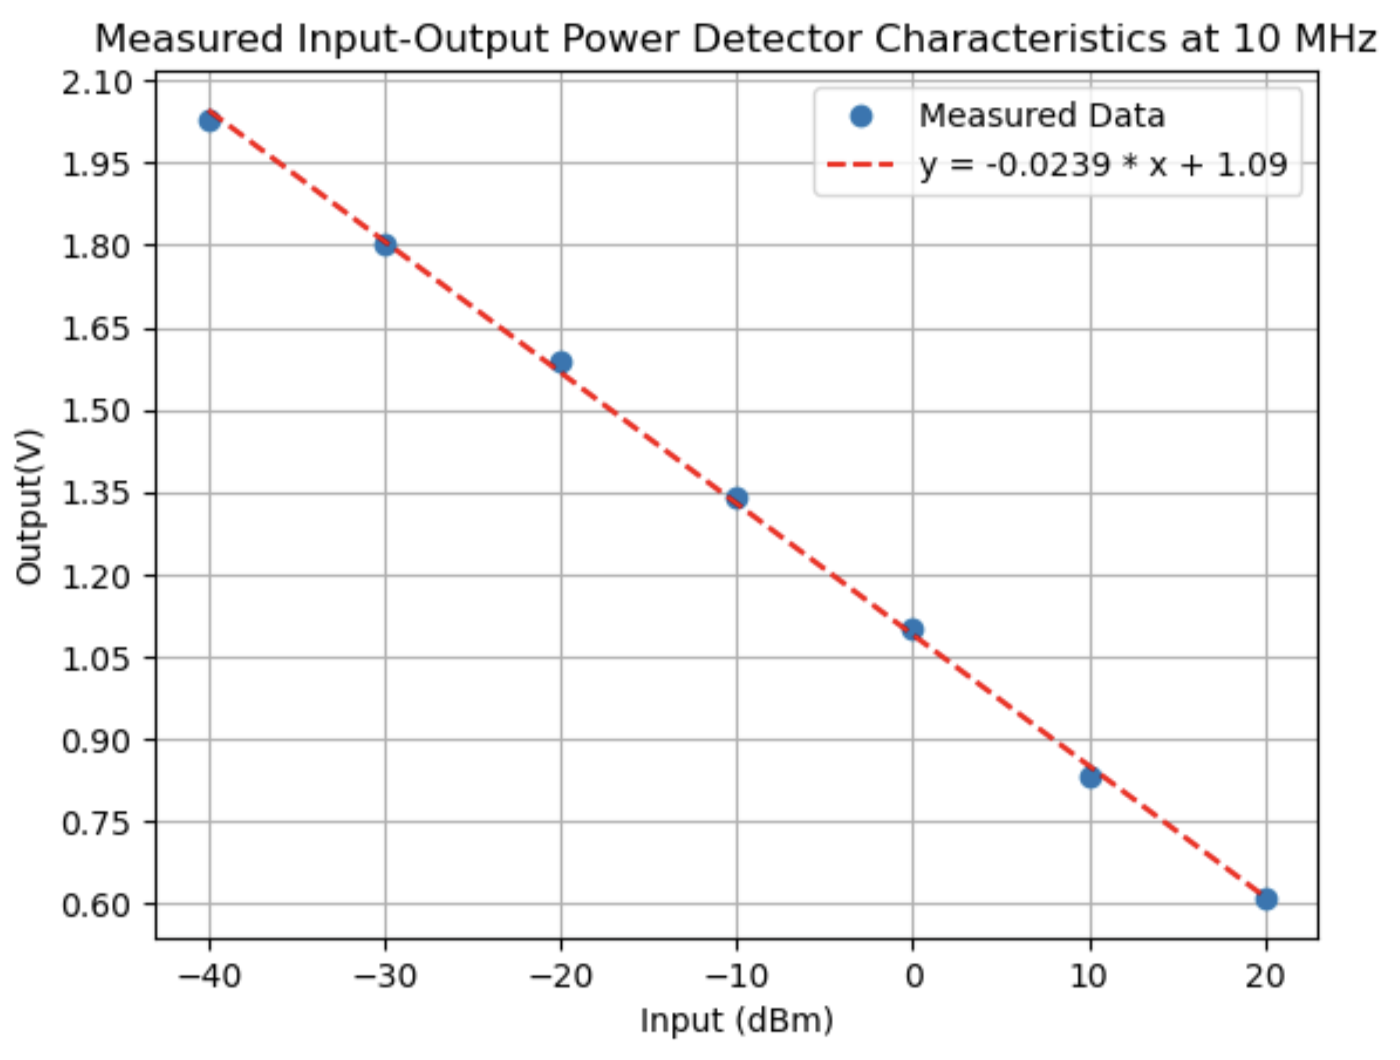 Measured Input-Output Power Detector Characteristics at 10 MHz
Measured Data
y = -0.0239 * x + 1.09
2.10
1.95
1.80
1.65
1.50
1.35
1.20
1.05
0.90
0.75
0.60
Output(V)
−40 −30 −20 −10 0 10 20
Input (dBm)